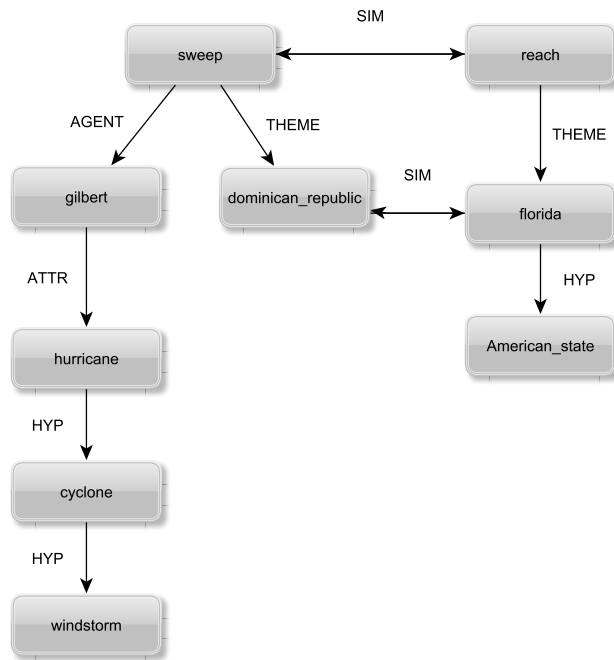 SIM
sweep
reach
AGENT
THEME
THEME
SIM
gilbert
dominican_republic
florida
ATTR
HYP
hurricane
American_state
HYP
cyclone
HYP
windstorm